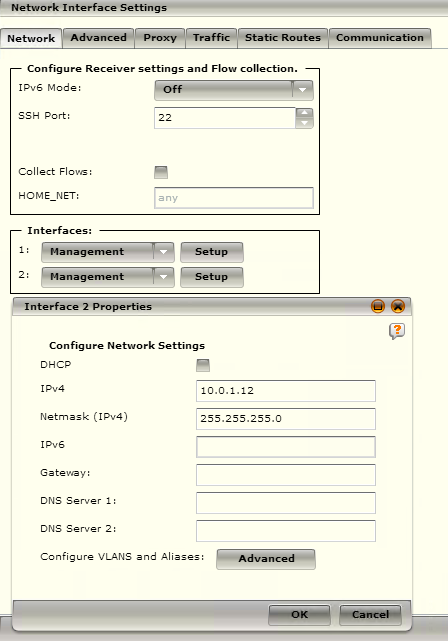 Network Interface Settings
Network Advanced Proxy Traffic Static Routes Communication
Configure Receiver settings and Flow collection.
IPv6 Mode: Off
SSH Port: 22
Collect Flows:
HOME_NET: any
Interfaces:
1: Management Setup
2: Management Setup
Interface 2 Properties
?
Configure Network Settings
DHCP
IPv4 10.0.1.12
Netmask (IPv4) 255.255.255.0
IPv6
Gateway:
DNS Server 1:
DNS Server 2:
Configure VLANS and Aliases: Advanced
OK Cancel